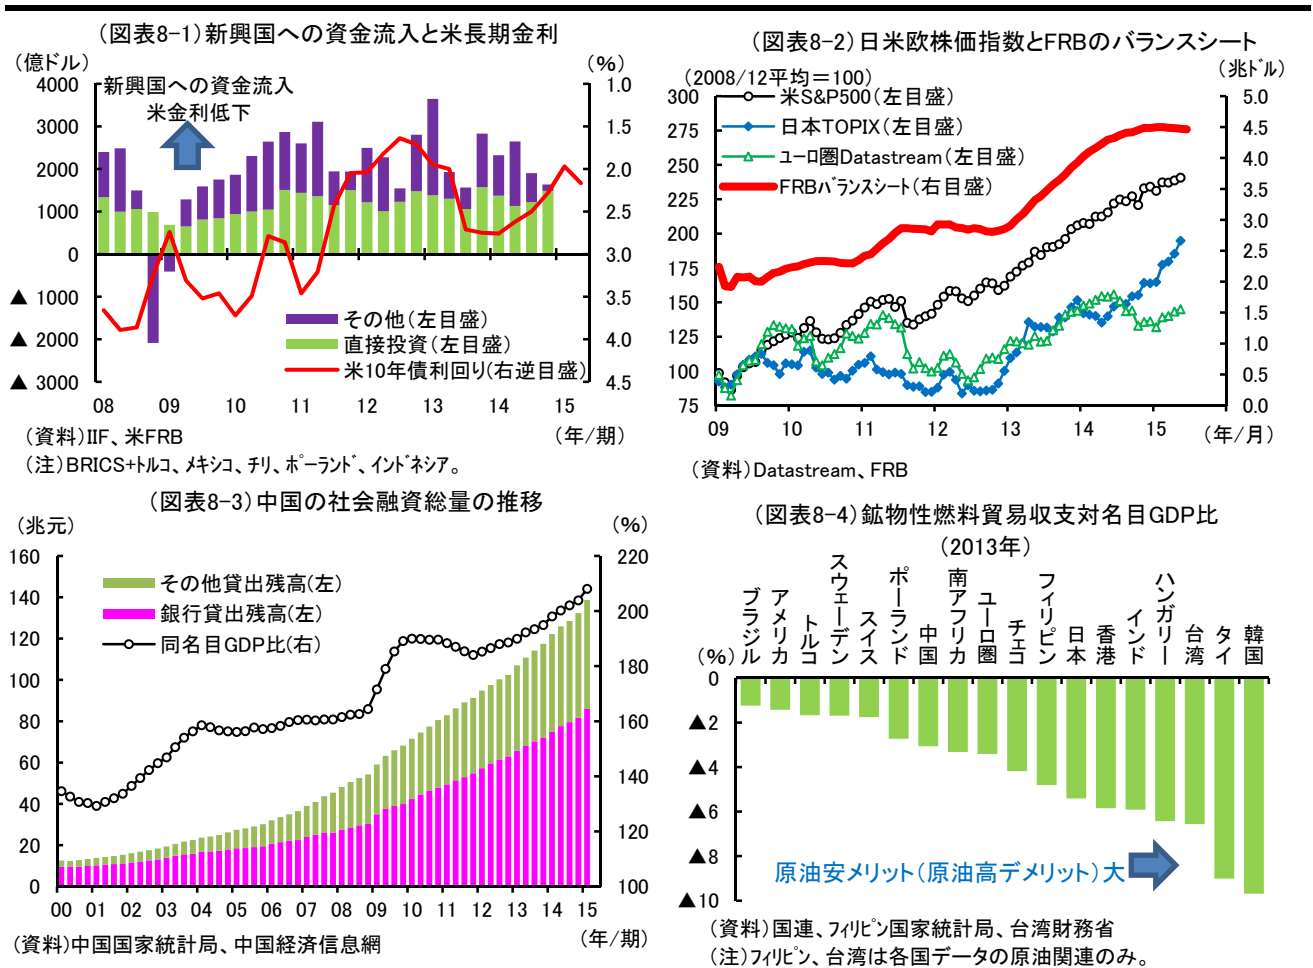 (図表8-1)新興国への資金流入と米長期金利
(億ドル)
(%)
新興国への資金流入
米金利低下
4000
3000
2000
1000
0
▲ 1000
▲ 2000
▲ 3000
1.0
1.5
2.0
2.5
3.0
3.5
4.0
4.5
その他(左目盛)
直接投資(左目盛)
米10年債利回り(右逆目盛)
08 09 10 11 12 13 14 15
(年/期)
(資料)IIF、米FRB
(注)BRICS+トルコ、メキシコ、チリ、ポーランド、インドネシア。
(図表8-2)日米欧株価指数とFRBのバランスシート
(兆ドル)
(2008/12平均=100)
300
275
250
225
200
175
150
125
100
75
米S&P500(左目盛)
日本TOPIX(左目盛)
ユーロ圏Datastream(左目盛)
FRBバランスシート(右目盛)
5.0
4.5
4.0
3.5
3.0
2.5
2.0
1.5
1.0
0.5
0.0
09 10 11 12 13 14 15
(年/月)
(資料)Datastream、FRB
(図表8-3)中国の社会融資総量の推移
(兆元)
(%)
160
140
120
100
80
60
40
20
0
その他貸出残高(左)
銀行貸出残高(左)
同名目GDP比(右)
220
200
180
160
140
120
100
00 01 02 03 04 05 06 07 08 09 10 11 12 13 14 15
(年/期)
(資料)中国国家統計局、中国経済信息網
(図表8-4)鉱物性燃料貿易収支対名目GDP比
(2013年)
ブラジル
アメリカ
トルコ
スウェーデン
スイス
ポーランド
中国
南アフリカ
ユーロ圏
チェコ
フィリピン
日本
香港
インド
ハンガリー
台湾
タイ
韓国
(%)
0
▲ 2
▲ 4
▲ 6
▲ 8
▲ 10
原油安メリット(原油高デメリット)大
(資料)国連、フィリピン国家統計局、台湾財務省
(注)フィリピン、台湾は各国データの原油関連のみ。